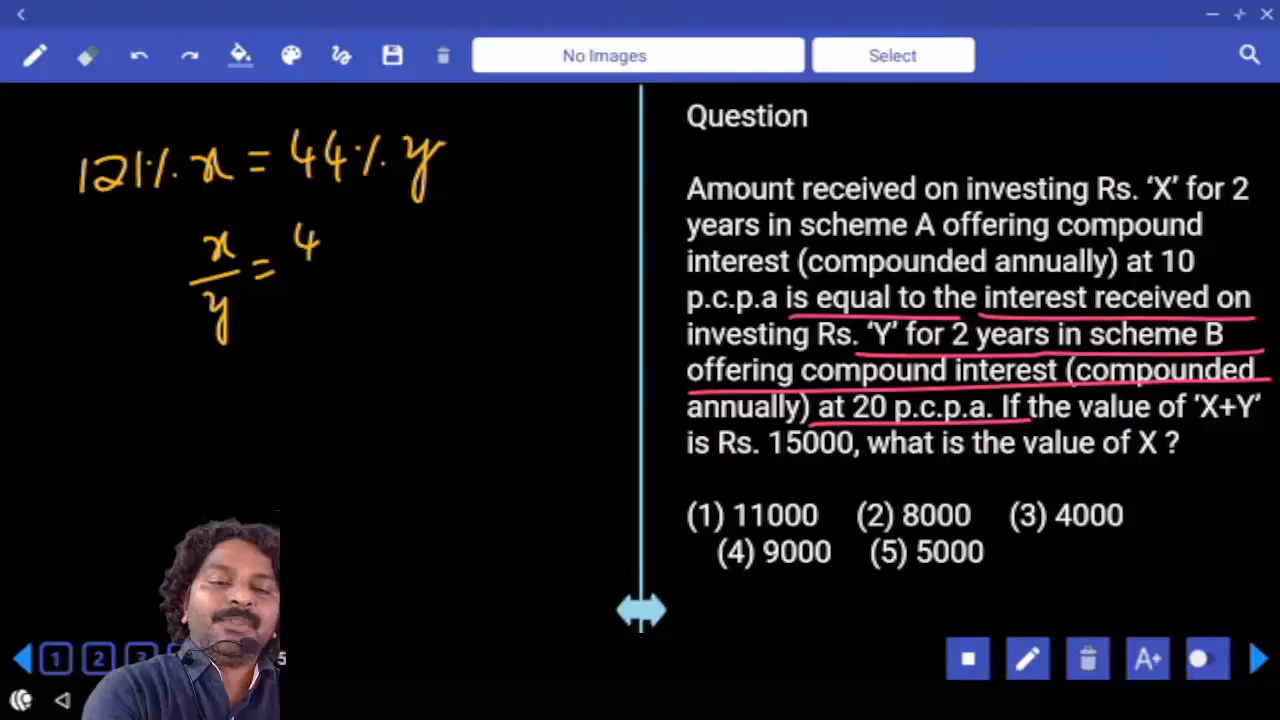 No Images
Select
121% x = 44% y
x
y
= 4
Question
Amount received on investing Rs. ‘X’ for 2
years in scheme A offering compound
interest (compounded annually) at 10
p.c.p.a is equal to the interest received on
investing Rs. ‘Y’ for 2 years in scheme B
offering compound interest (compounded
annually) at 20 p.c.p.a. If the value of ‘X+Y’
is Rs. 15000, what is the value of X ?
(1) 11000 (2) 8000 (3) 4000
(4) 9000 (5) 5000
1 2 3 5
A+